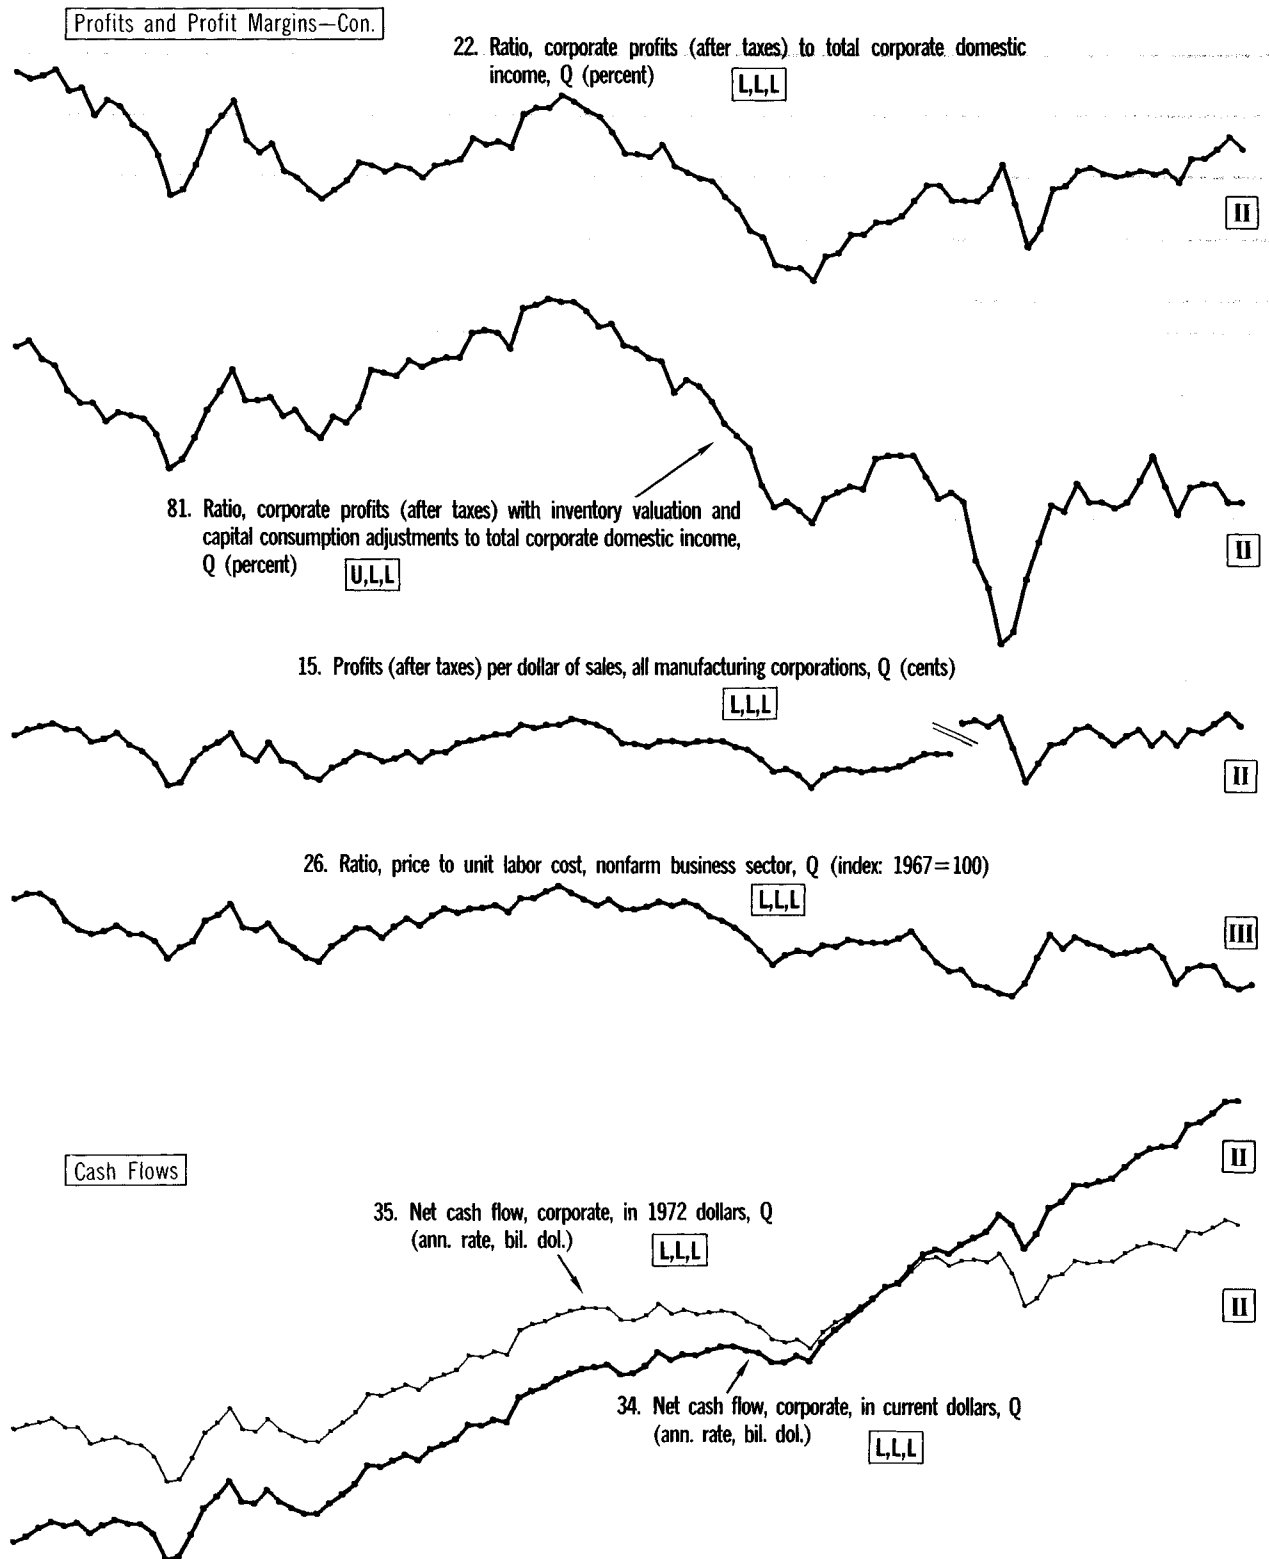 Profits and Profit Margins—Con.
22. Ratio, corporate profits (after taxes) to total corporate domestic
income, Q (percent)
L,L,L
II
81. Ratio, corporate profits (after taxes) with inventory valuation and
capital consumption adjustments to total corporate domestic income,
Q (percent)
U,L,L
II
15. Profits (after taxes) per dollar of sales, all manufacturing corporations, Q (cents)
L,L,L
II
26. Ratio, price to unit labor cost, nonfarm business sector, Q (index: 1967=100)
L,L,L
III
Cash Flows
II
35. Net cash flow, corporate, in 1972 dollars, Q
(ann. rate, bil. dol.)
L,L,L
II
34. Net cash flow, corporate, in current dollars, Q
(ann. rate, bil. dol.)
L,L,L